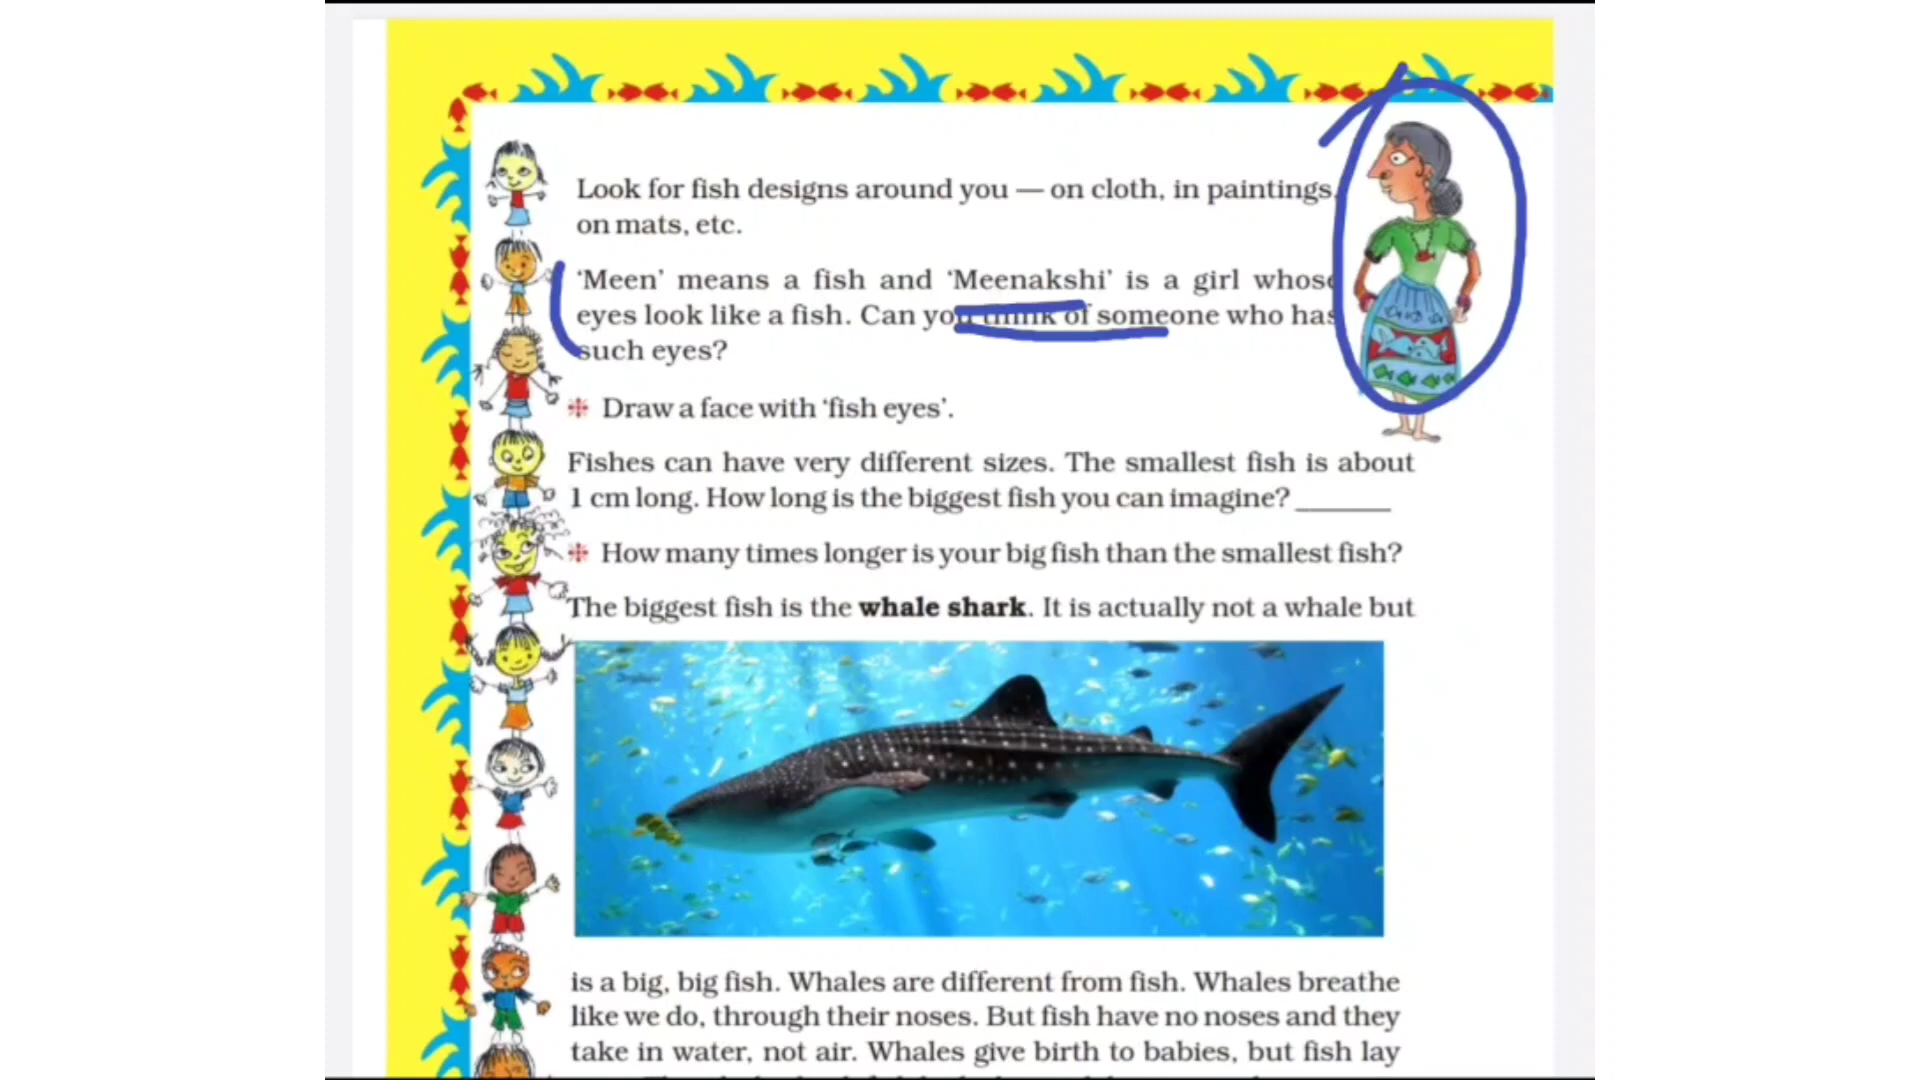 Look for fish designs around you — on cloth, in paintings,
on mats, etc.
‘Meen’ means a fish and ‘Meenakshi’ is a girl whose
eyes look like a fish. Can you think of someone who has
such eyes?
Draw a face with ‘fish eyes’.
Fishes can have very different sizes. The smallest fish is about
1 cm long. How long is the biggest fish you can imagine? ______
How many times longer is your big fish than the smallest fish?
The biggest fish is the whale shark. It is actually not a whale but
is a big, big fish. Whales are different from fish. Whales breathe
like we do, through their noses. But fish have no noses and they
take in water, not air. Whales give birth to babies, but fish lay